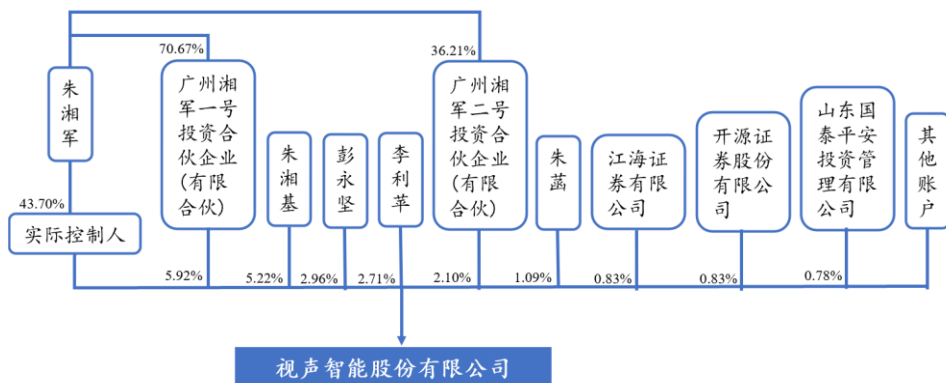 70.67%
36.21%
朱湘军
广州湘
军一号
投资合
伙企业
(有限
合伙)
朱湘基
彭永坚
李利苹
广州湘
军二号
投资合
伙企业
(有限
合伙)
朱菡
江海证
券有限
公司
开源证
券股份
有限公
司
山东国
泰平安
投资管
理有限
公司
其他账户
43.70%
实际控制人
5.92%
5.22%
2.96%
2.71%
2.10%
1.09%
0.83%
0.83%
0.78%
视声智能股份有限公司